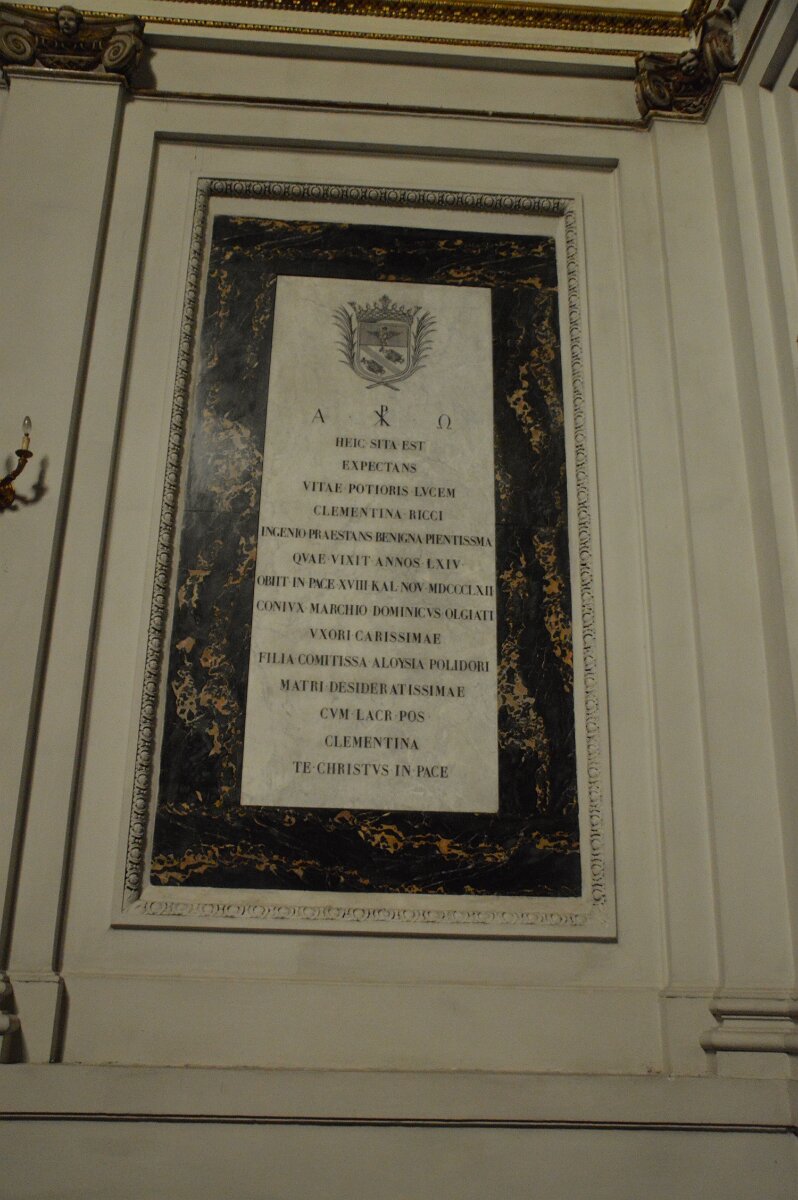 Α ☧ Ω
HEIC·SITA·EST
EXPECTANS
VITAE·POTIORIS·LVCEM
CLEMENTINA·RICCI
INGENIO·PRAESTANS·BENIGNA·PIENTISSMA
QVAE·VIXIT·ANNOS·LXIV·
OBIIT·IN·PACE·XVIII·KAL·NOV·MDCCCLXII
CONIVX·MARCHIO·DOMINICVS·OLGIATI
VXORI·CARISSIMAE
FILIA·COMITISSA·ALOYSIA·POLIDORI
MATRI·DESIDERATISSIMAE
CVM·LACR·POS
CLEMENTINA
TE·CHRISTVS·IN·PACE